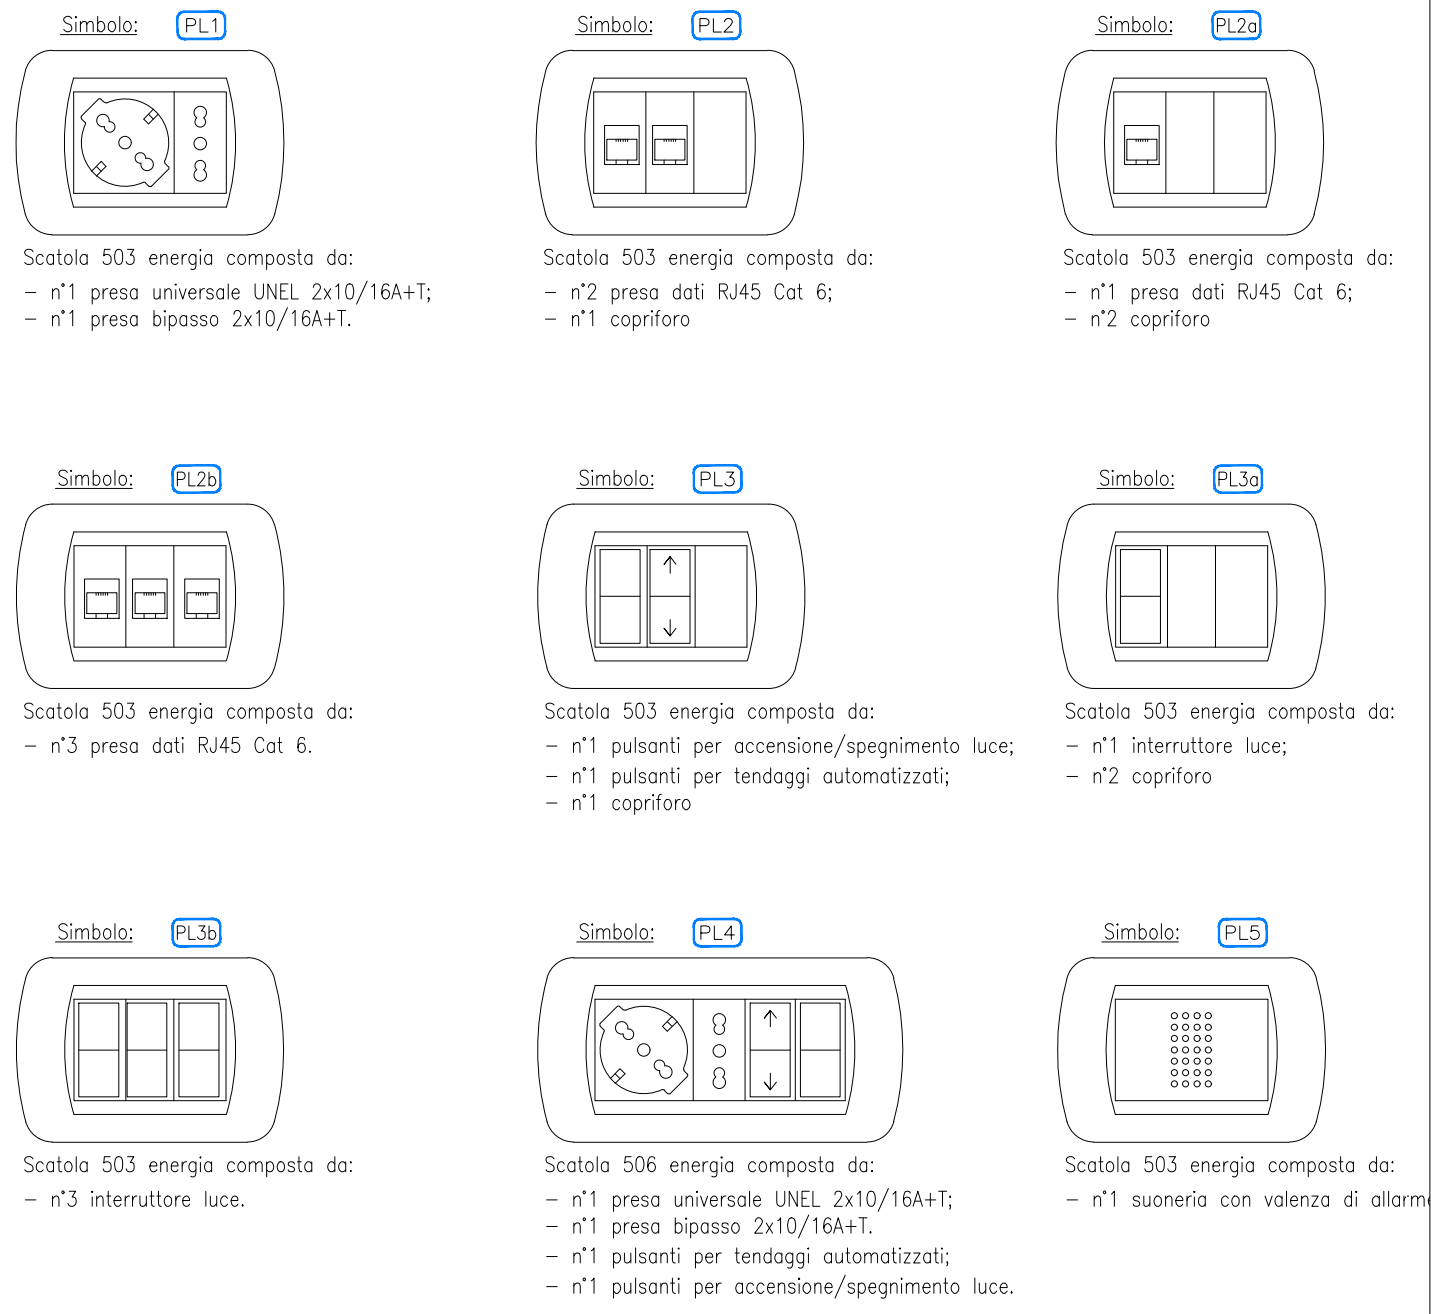 Simbolo: PL1
Scatola 503 energia composta da:
– n°1 presa universale UNEL 2x10/16A+T;
– n°1 presa bipasso 2x10/16A+T.
Simbolo: PL2
Scatola 503 energia composta da:
– n°2 presa dati RJ45 Cat 6;
– n°1 copriforo
Simbolo: PL2a
Scatola 503 energia composta da:
– n°1 presa dati RJ45 Cat 6;
– n°2 copriforo
Simbolo: PL2b
Scatola 503 energia composta da:
– n°3 presa dati RJ45 Cat 6.
Simbolo: PL3
Scatola 503 energia composta da:
– n°1 pulsanti per accensione/spegnimento luce;
– n°1 pulsanti per tendaggi automatizzati;
– n°1 copriforo
Simbolo: PL3a
Scatola 503 energia composta da:
– n°1 interruttore luce;
– n°2 copriforo
Simbolo: PL3b
Scatola 503 energia composta da:
– n°3 interruttore luce.
Simbolo: PL4
Scatola 506 energia composta da:
– n°1 presa universale UNEL 2x10/16A+T;
– n°1 presa bipasso 2x10/16A+T.
– n°1 pulsanti per tendaggi automatizzati;
– n°1 pulsanti per accensione/spegnimento luce.
Simbolo: PL5
Scatola 503 energia composta da:
– n°1 suoneria con valenza di allarme